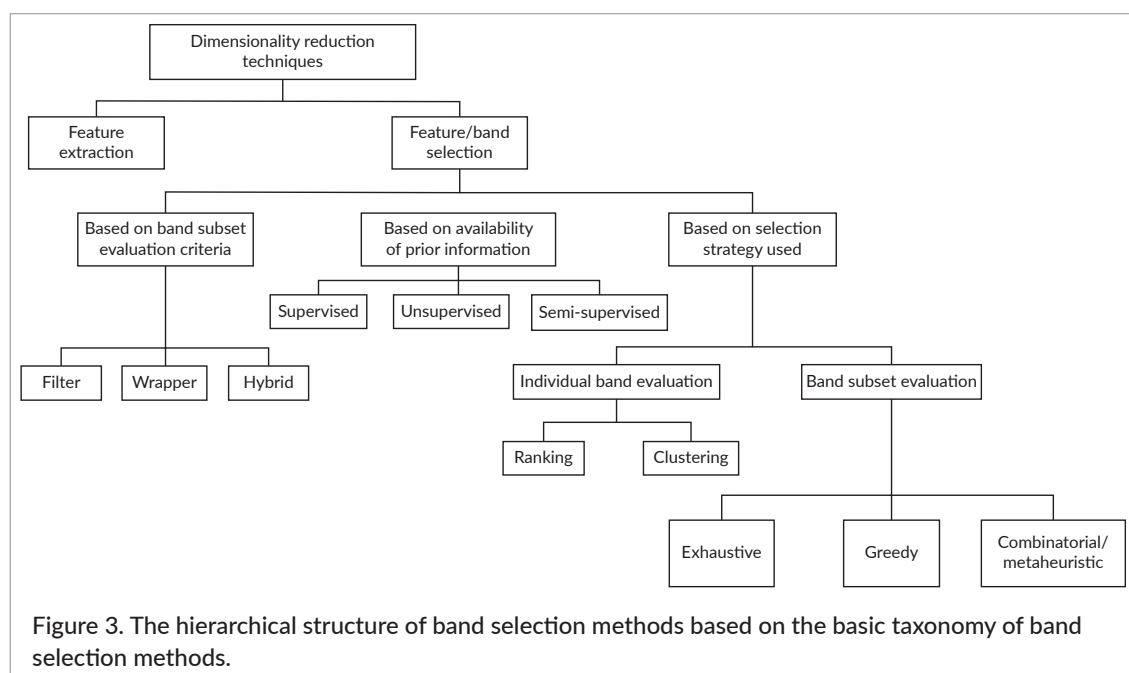 Dimensionality reduction
techniques
Feature
extraction
Feature/band
selection
Based on band subset
evaluation criteria
Based on availability
of prior information
Based on selection
strategy used
Supervised
Unsupervised
Semi-supervised
Filter
Wrapper
Hybrid
Individual band evaluation
Band subset evaluation
Ranking
Clustering
Exhaustive
Greedy
Combinatorial/
metaheuristic
Figure 3. The hierarchical structure of band selection methods based on the basic taxonomy of band
selection methods.